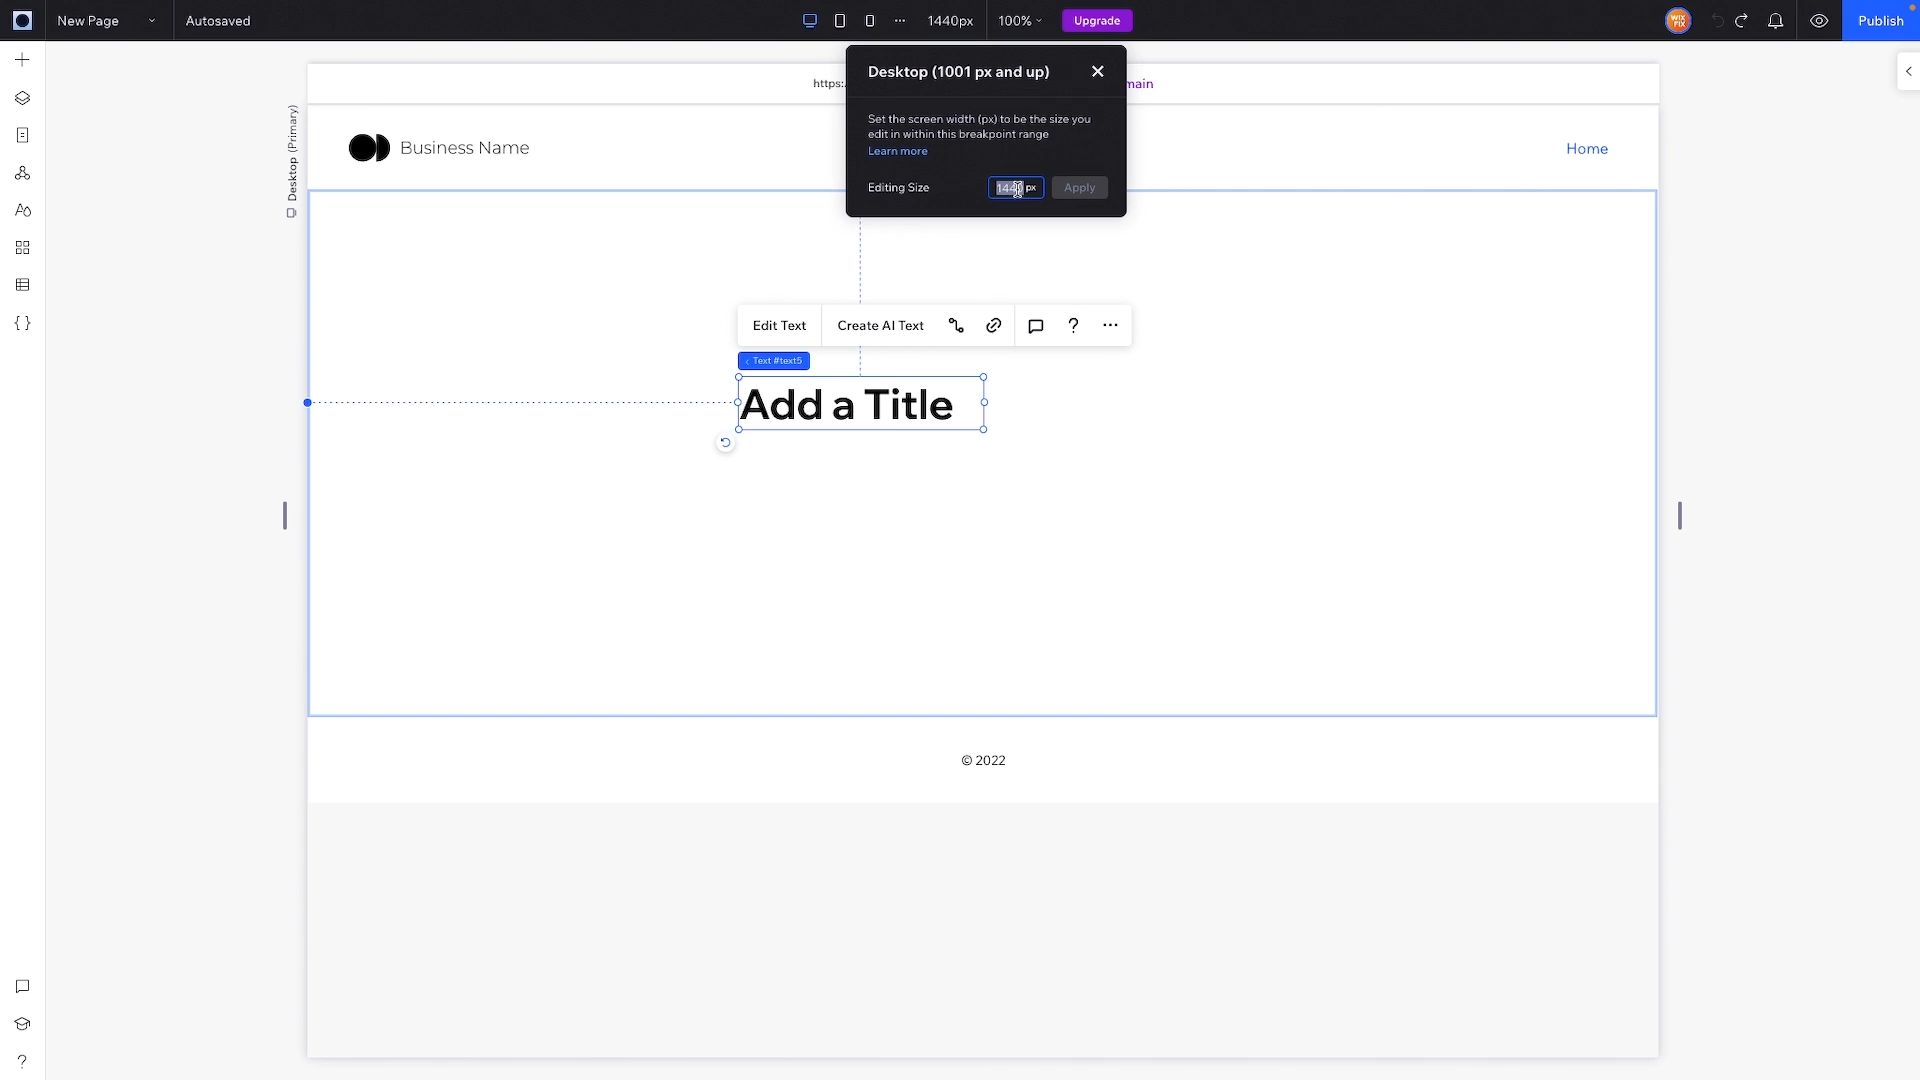 New Page
Autosaved
1440px
100%
Upgrade
WIX FIX
Publish
Desktop (1001 px and up)
https:
main
Set the screen width (px) to be the size you
edit in within this breakpoint range
Learn more
Editing Size
1440 px
Apply
Desktop (Primary)
Business Name
Home
Edit Text
Create AI Text
?
Text #text5
Add a Title
© 2022
?